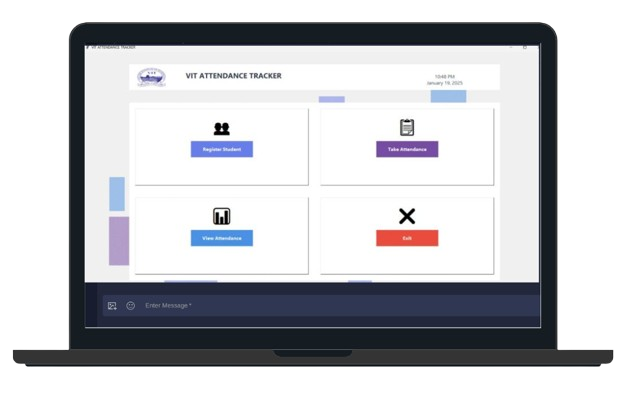 VIT ATTENDANCE TRACKER
VIT ATTENDANCE TRACKER
10:48 PM
January 19, 2025
Register Student
Take Attendance
View Attendance
Exit
Enter Message *